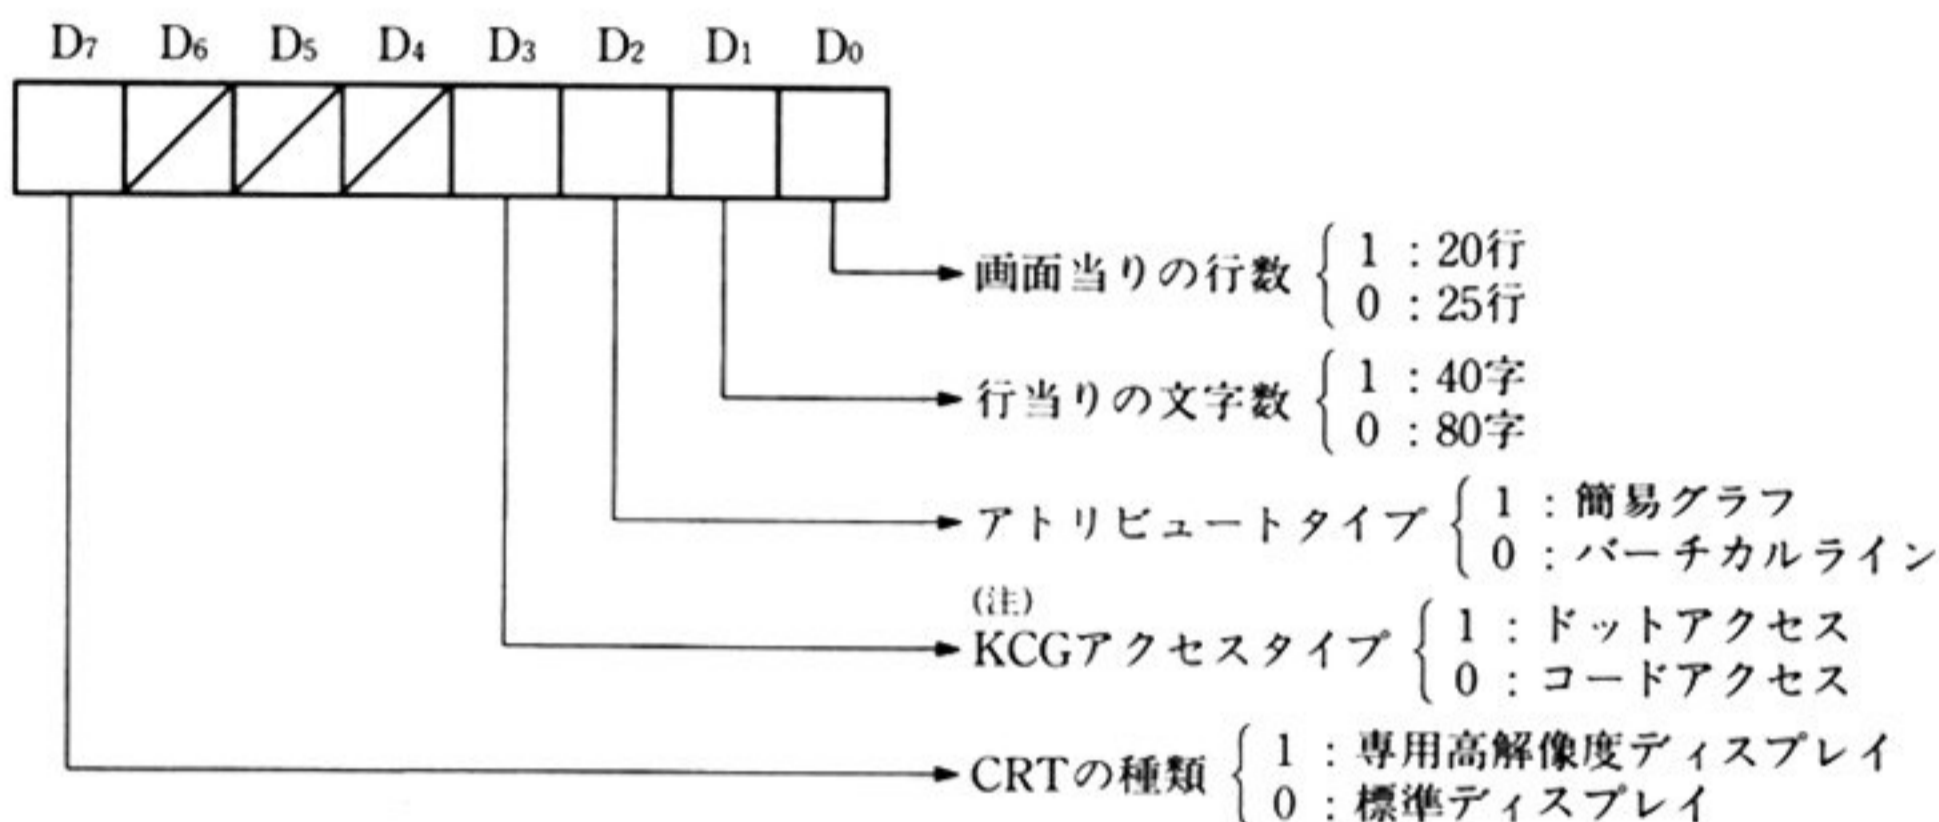 D7 D6 D5 D4 D3 D2 D1 D0
画面当りの行数 { 1 : 20行
0 : 25行
行当りの文字数 { 1 : 40字
0 : 80字
アトリビュートタイプ { 1 : 簡易グラフ
0 : バーチカルライン
(注)
KCGアクセスタイプ { 1 : ドットアクセス
0 : コードアクセス
CRTの種類 { 1 : 専用高解像度ディスプレイ
0 : 標準ディスプレイ